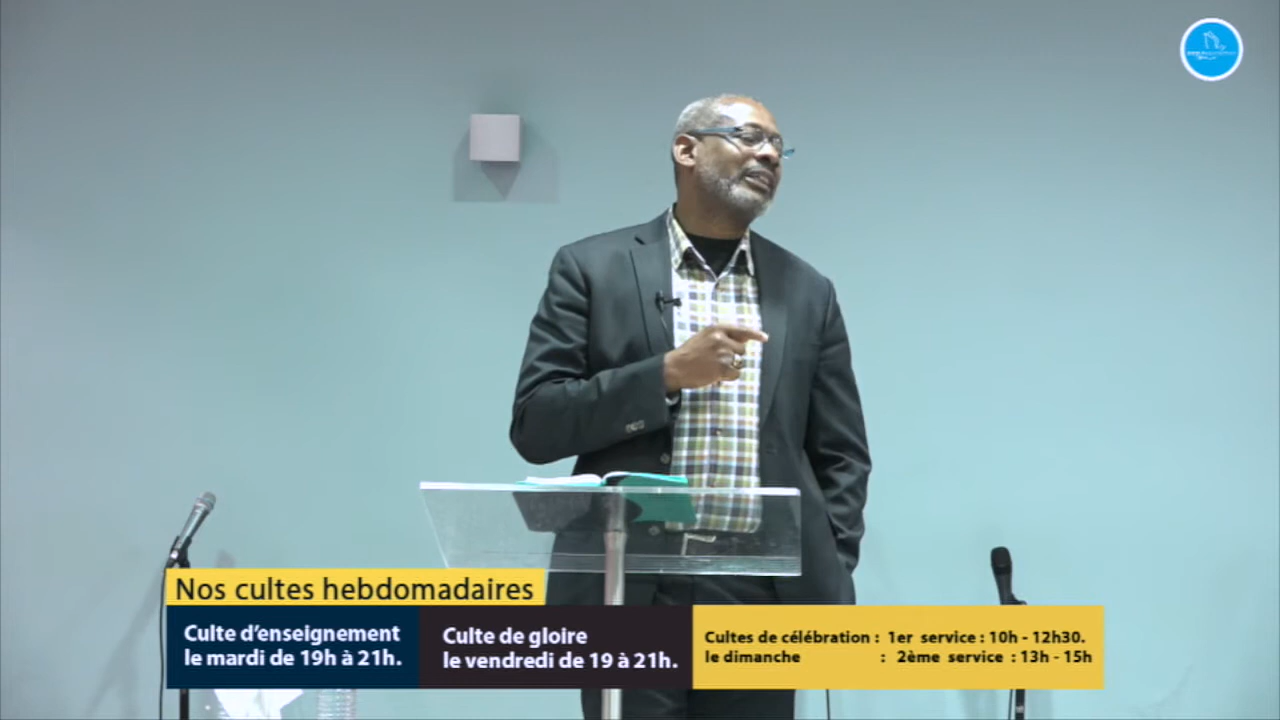 Nos cultes hebdomadaires
Culte d'enseignement
le mardi de 19h à 21h.
Culte de gloire
le vendredi de 19 à 21h.
Cultes de célébration : 1er service : 10h - 12h30.
le dimanche : 2ème service : 13h - 15h